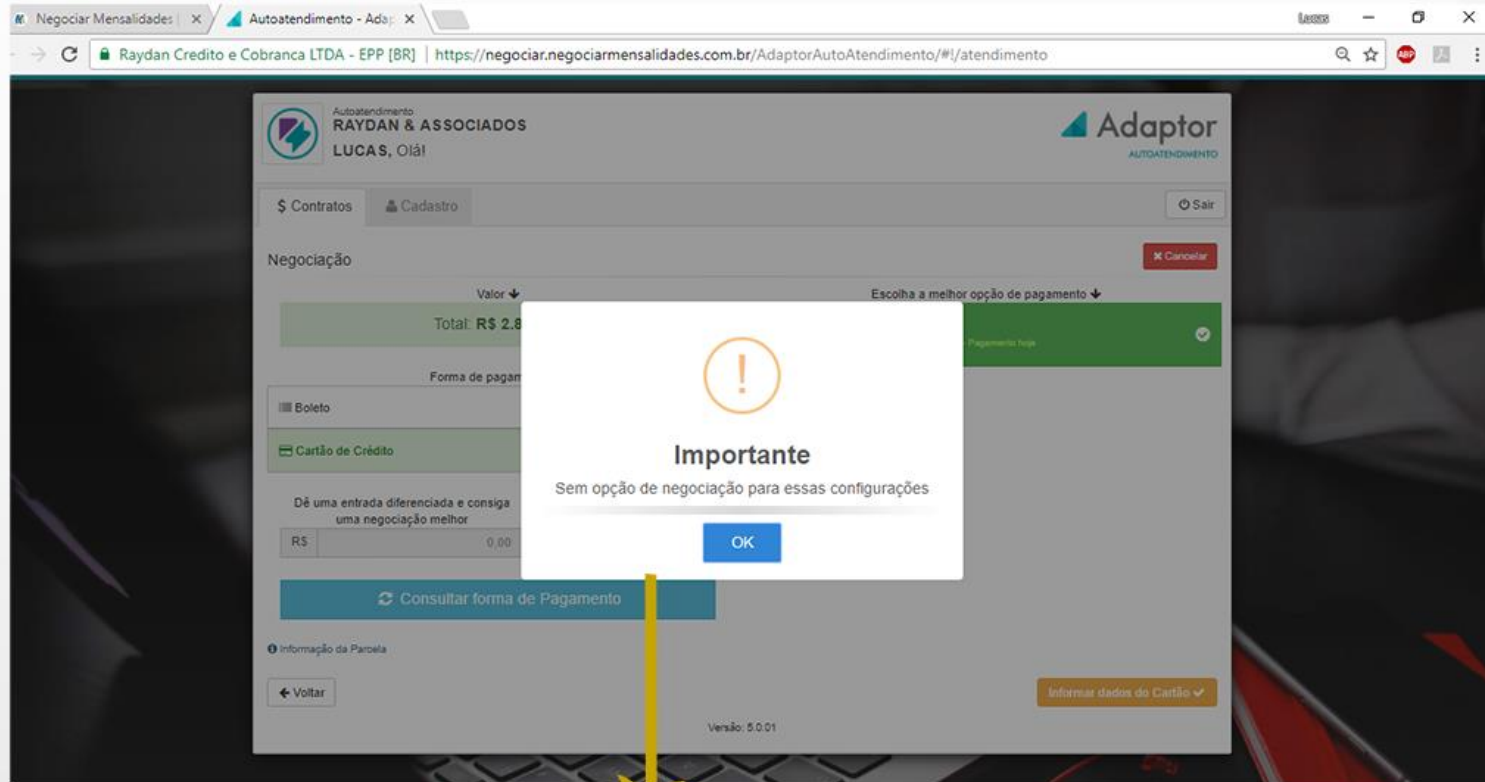 Negociar Mensalidades |
Autoatendimento - Adap
Lucas
Raydan Credito e Cobranca LTDA - EPP [BR] | https://negociar.negociarmensalidades.com.br/AdaptorAutoAtendimento/#!/atendimento
ABP
Autoatendimento
RAYDAN & ASSOCIADOS
LUCAS, Olá!
Adaptor
AUTOATENDIMENTO
$ Contratos
Cadastro
Sair
Negociação
Cancelar
Valor
Escolha a melhor opção de pagamento
Total: R$ 2.8
- Pagamento hoje
Forma de pagam
Boleto
Cartão de Crédito
Importante
Sem opção de negociação para essas configurações
OK
Dê uma entrada diferenciada e consiga
uma negociação melhor
R$ 0,00
Consultar forma de Pagamento
Informação da Parcela
Voltar
Informar dados do Cartão
Versão: 5.0.01